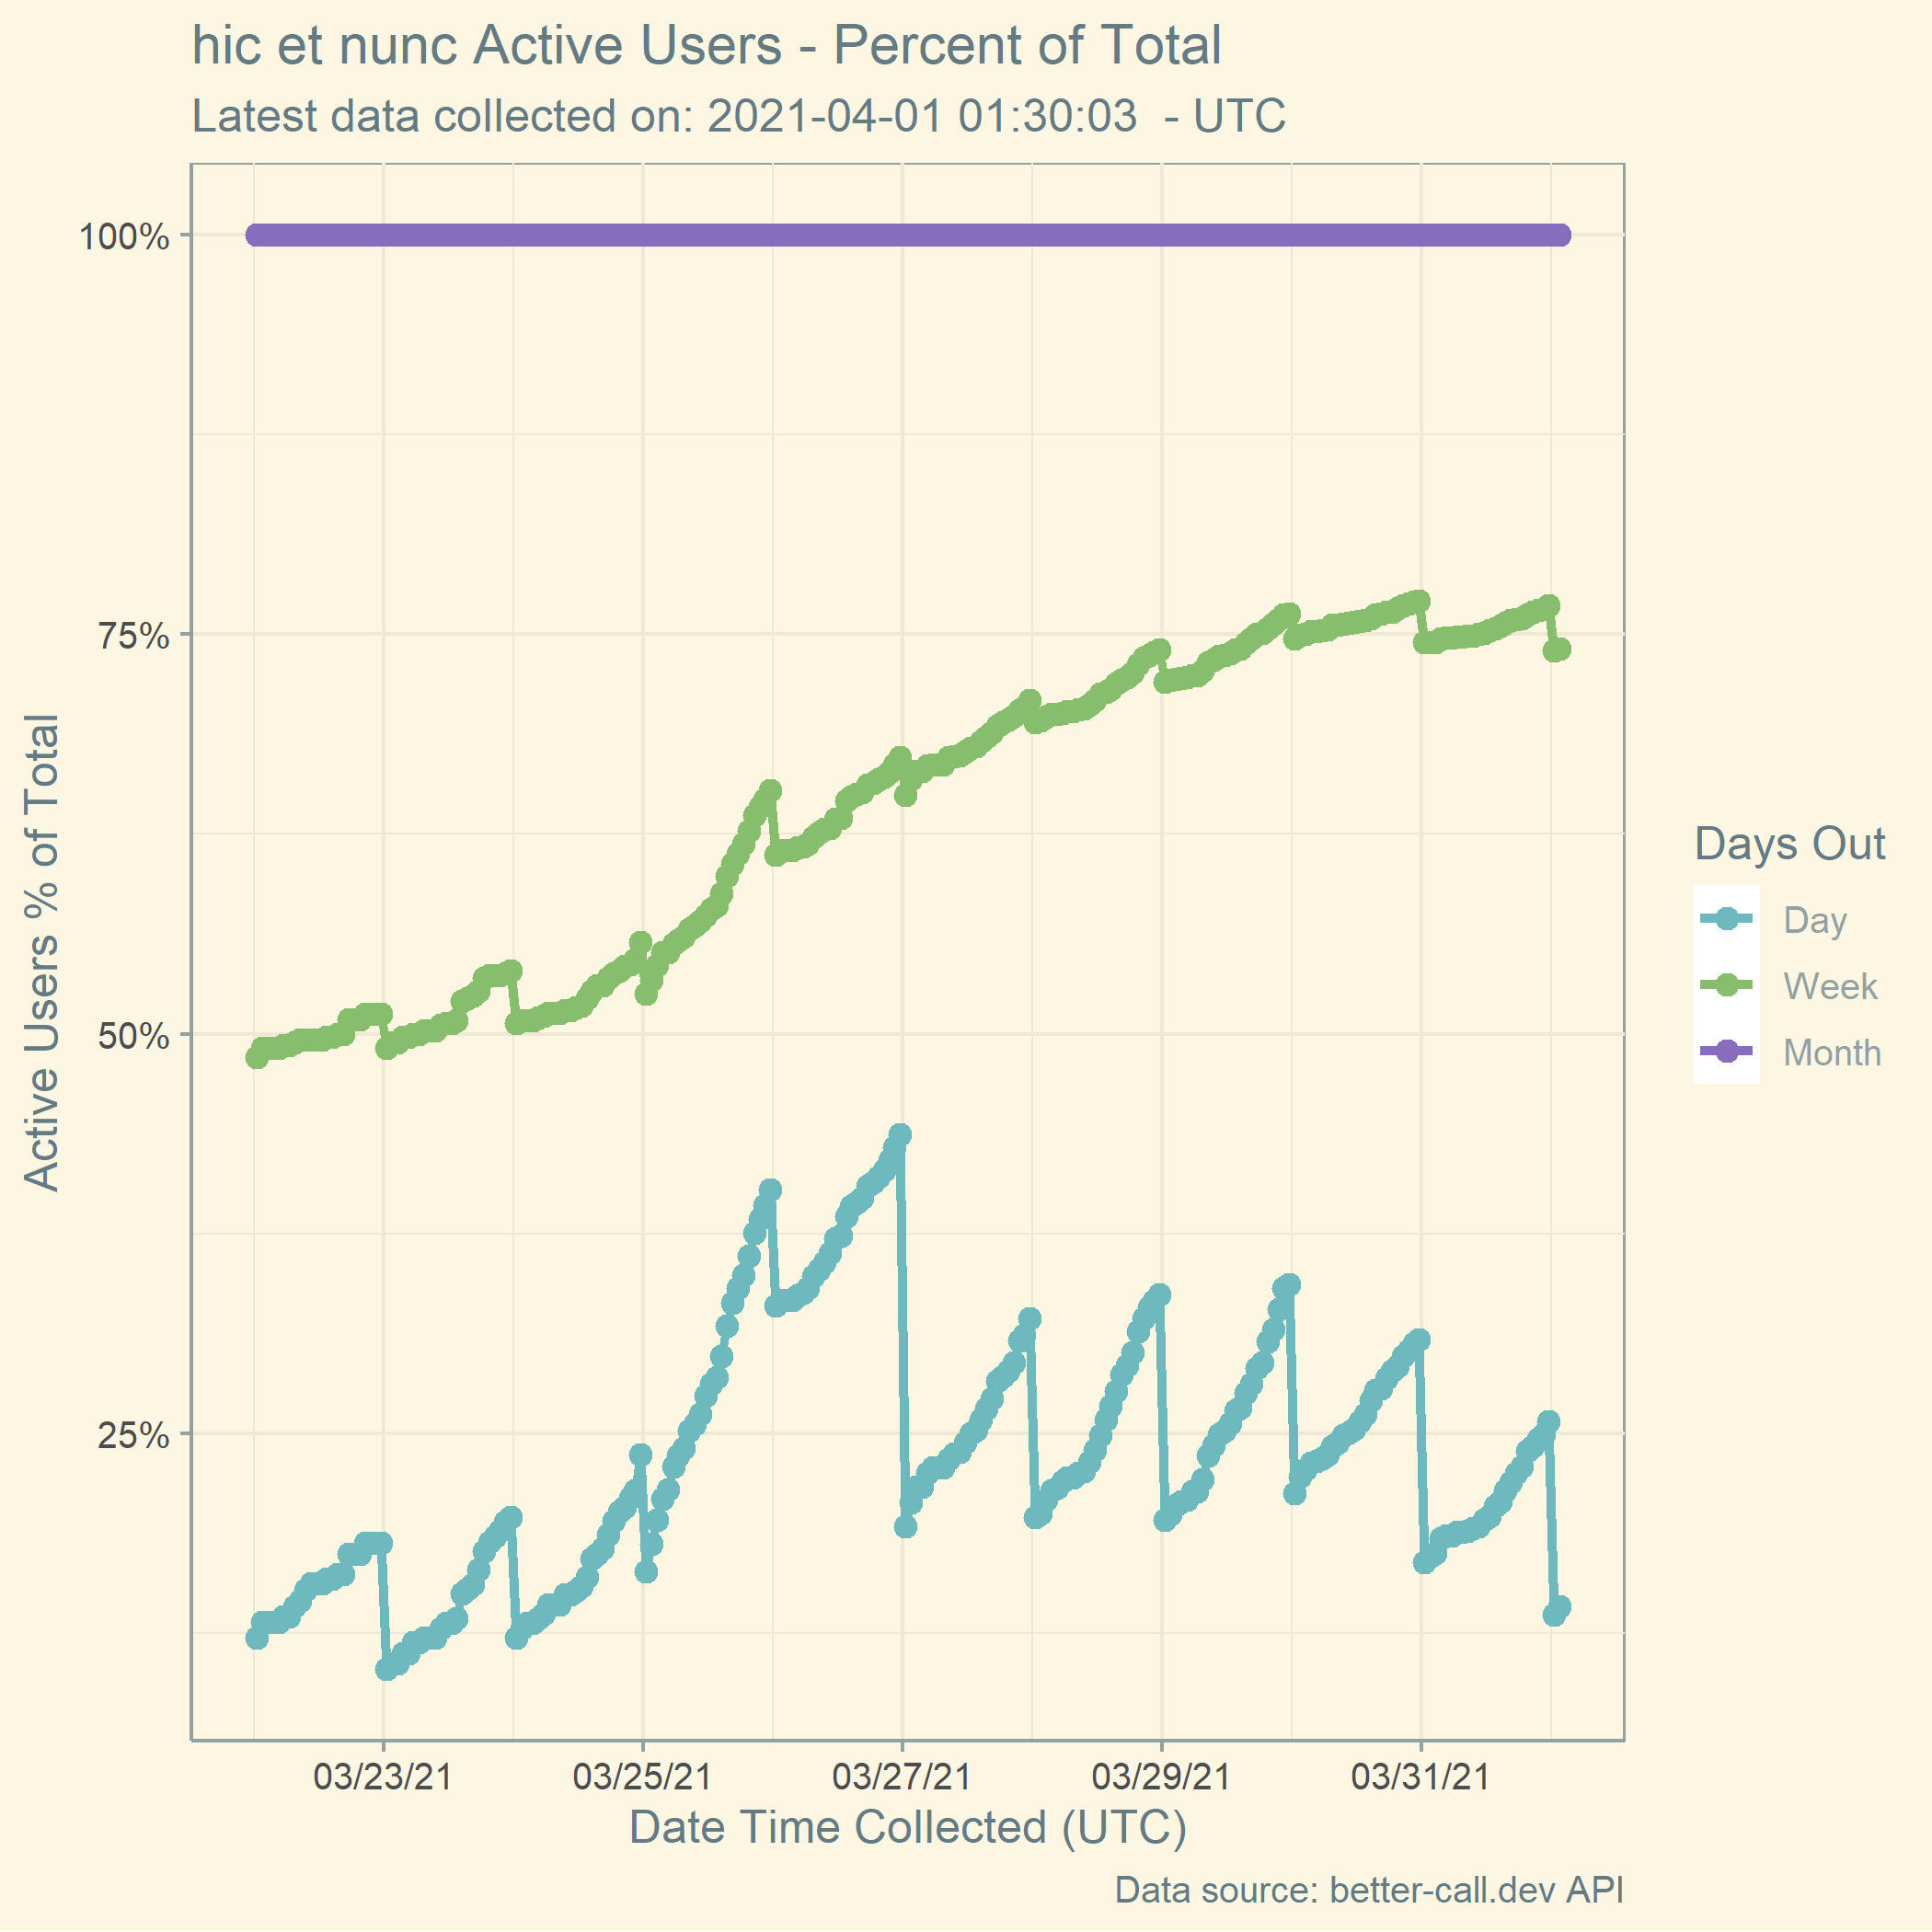 hic et nunc Active Users - Percent of Total
Latest data collected on: 2021-04-01 01:30:03  - UTC
Active Users % of Total
100%
75%
50%
25%
03/23/21 03/25/21 03/27/21 03/29/21 03/31/21
Date Time Collected (UTC)
Days Out
Day
Week
Month
Data source: better-call.dev API